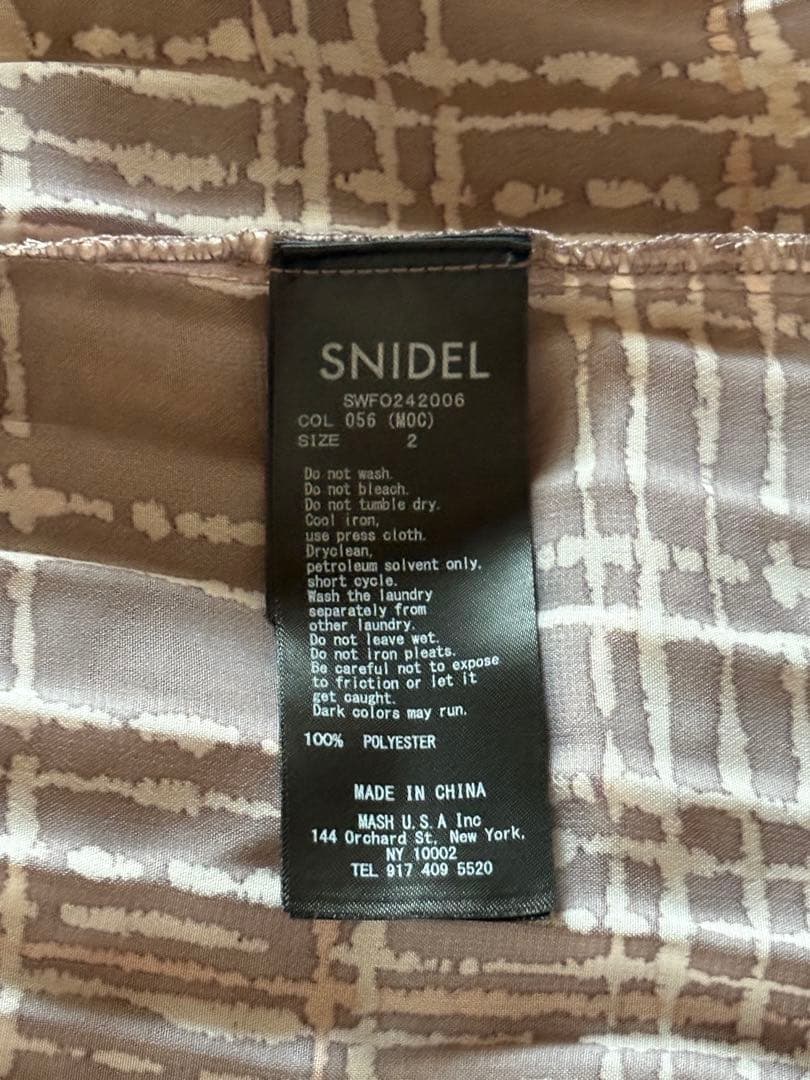 SNIDEL
SWFO242006
COL 056 (MOC)
SIZE 2
Do not wash.
Do not bleach.
Do not tumble dry.
Cool iron,
use press cloth.
Dryclean,
petroleum solvent only,
short cycle.
Wash the laundry
separately from
other laundry.
Do not leave wet.
Do not iron pleats.
Be careful not to expose
to friction or let it
get caught.
Dark colors may run.
100% POLYESTER
MADE IN CHINA
MASH U.S.A Inc
144 Orchard St, New York,
NY 10002
TEL 917 409 5520